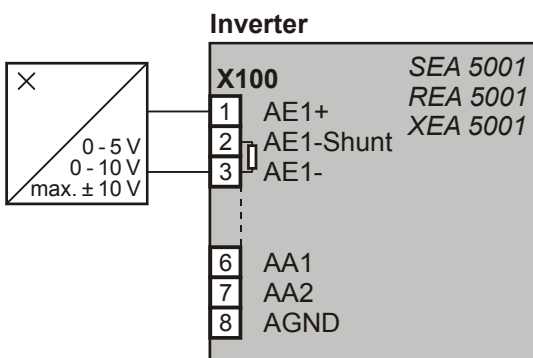 Inverter
X100
SEA 5001
REA 5001
XEA 5001
×
0 - 5 V
0 - 10 V
max. ± 10 V
1 AE1+
2 AE1-Shunt
3 AE1-
6 AA1
7 AA2
8 AGND